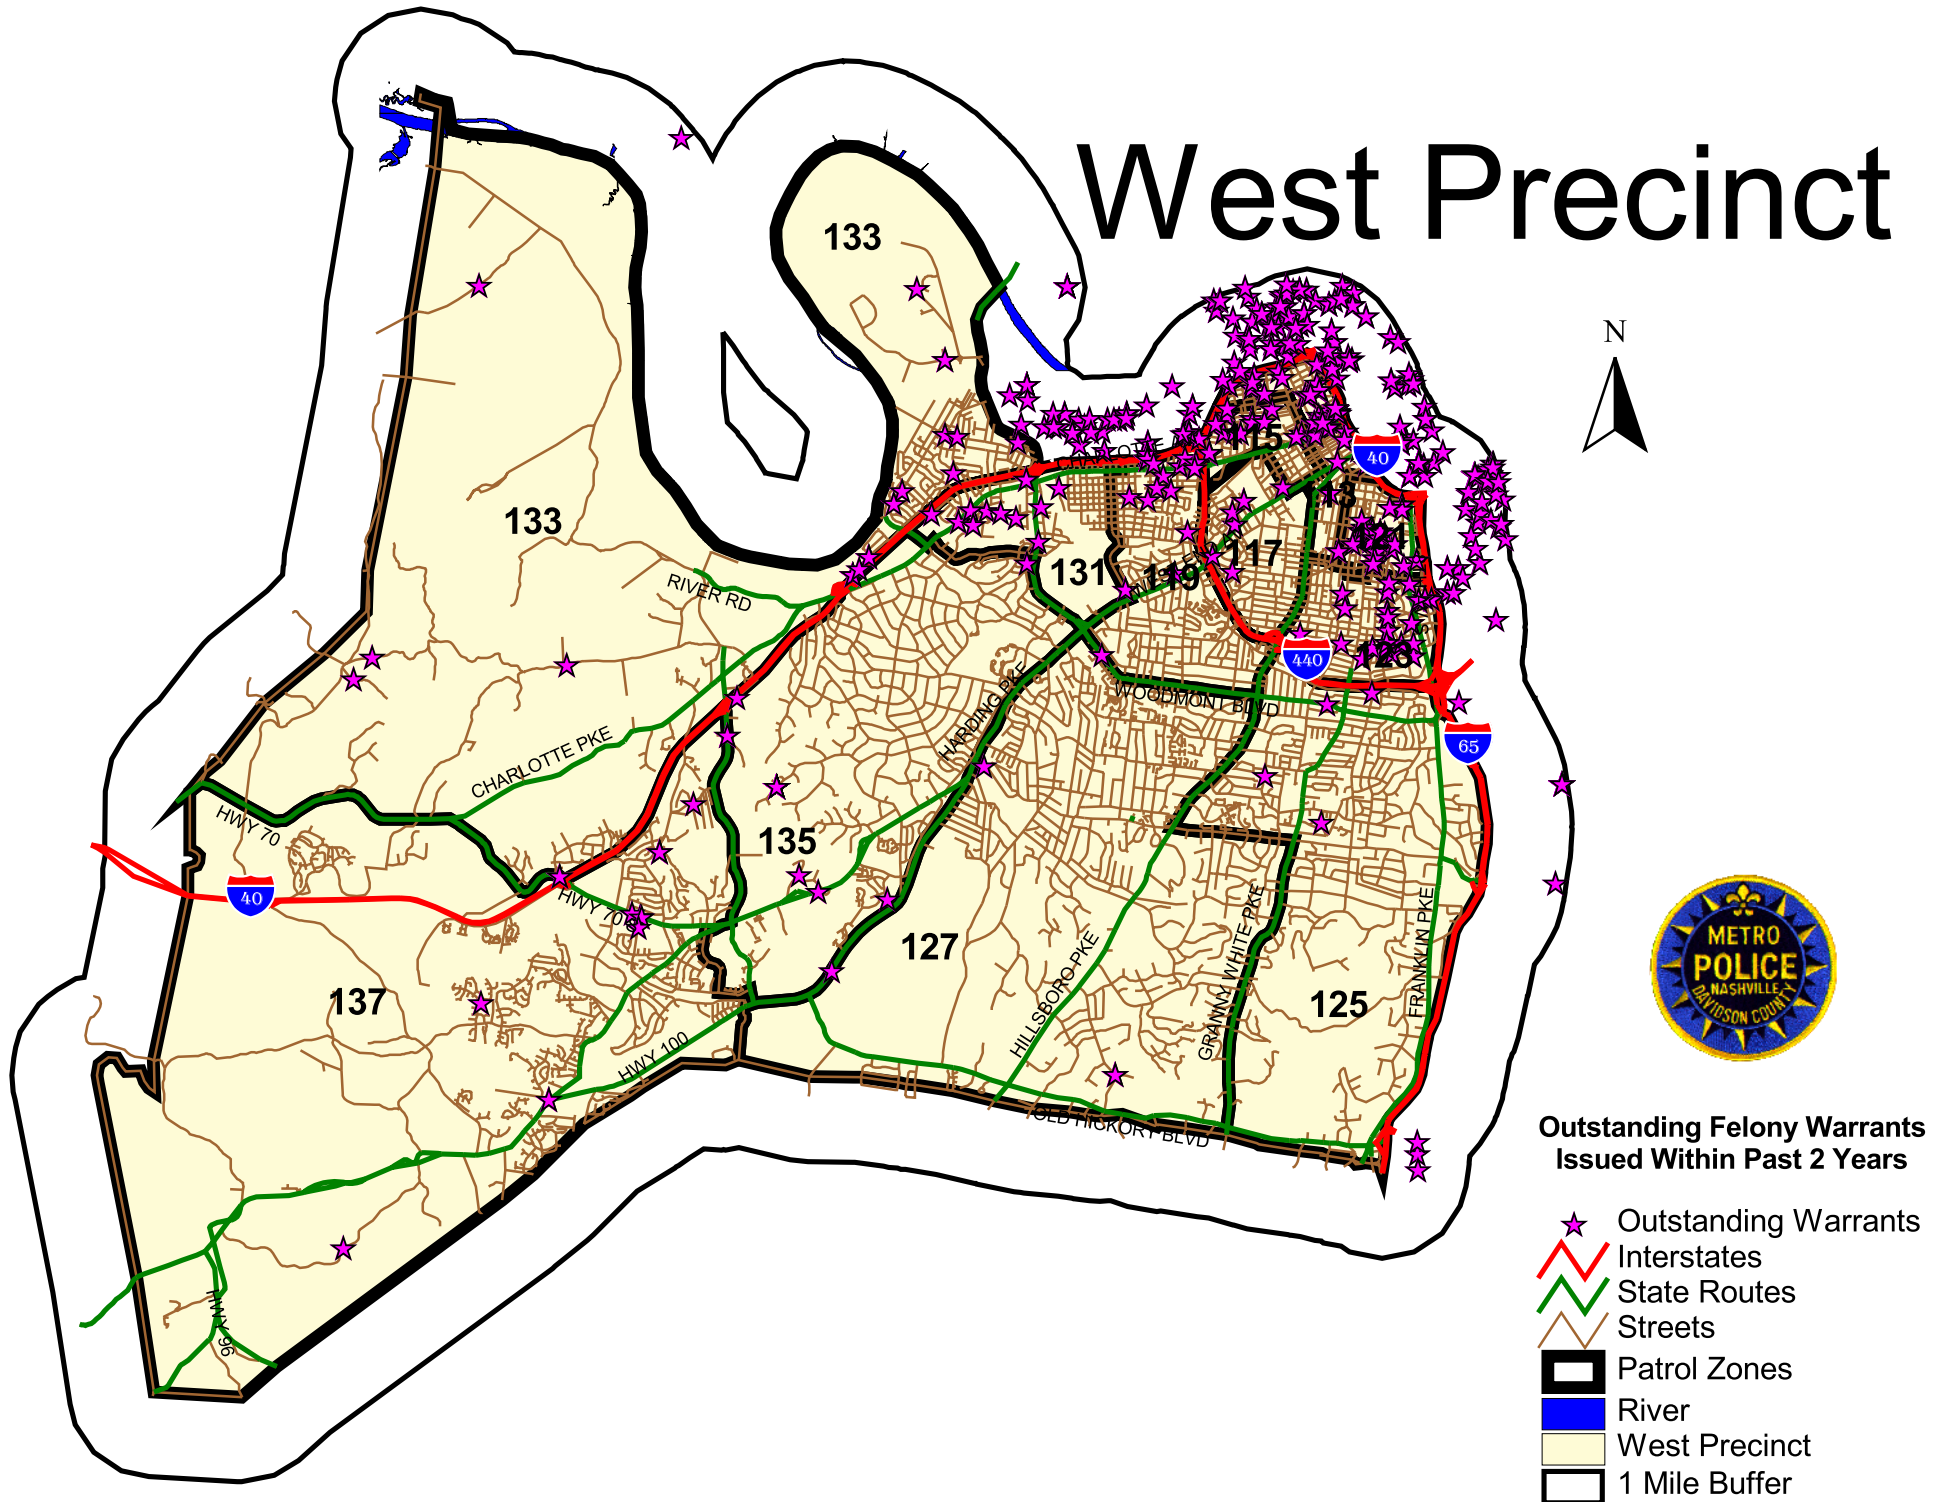 West Precinct
133
N
133
115
40
13
121
117
131
119
RIVER RD
123
440
HARDING PKE
WOODMONT BLVD
65
CHARLOTTE PKE
HWY 70
135
40
HWY 70
127
137
HILLSBORO PKE
GRANNY WHITE PKE
FRANKLIN PKE
125
HWY 100
OLD HICKORY BLVD
HWY 96
METRO
POLICE
NASHVILLE
DAVIDSON COUNTY
Outstanding Felony Warrants
Issued Within Past 2 Years
Outstanding Warrants
Interstates
State Routes
Streets
Patrol Zones
River
West Precinct
1 Mile Buffer